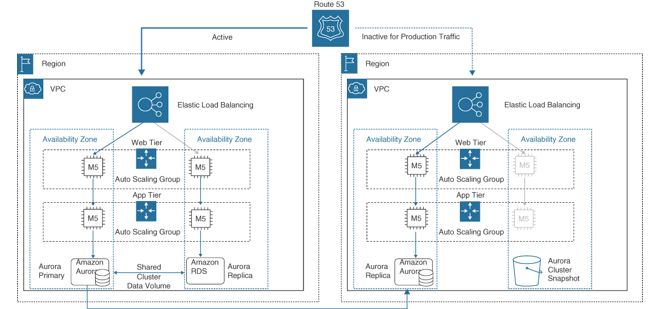 Route 53
53
Active
Inactive for Production Traffic
Region
VPC
Elastic Load Balancing
Availability Zone
Availability Zone
Web Tier
M5
M5
Auto Scaling Group
App Tier
M5
M5
Auto Scaling Group
Aurora
Primary
Amazon
Aurora
Shared
Cluster
Data Volume
Amazon
RDS
Aurora
Replica
Region
VPC
Elastic Load Balancing
Availability Zone
Availability Zone
Web Tier
M5
M5
Auto Scaling Group
App Tier
M5
M5
Auto Scaling Group
Aurora
Replica
Amazon
Aurora
Aurora
Cluster
Snapshot